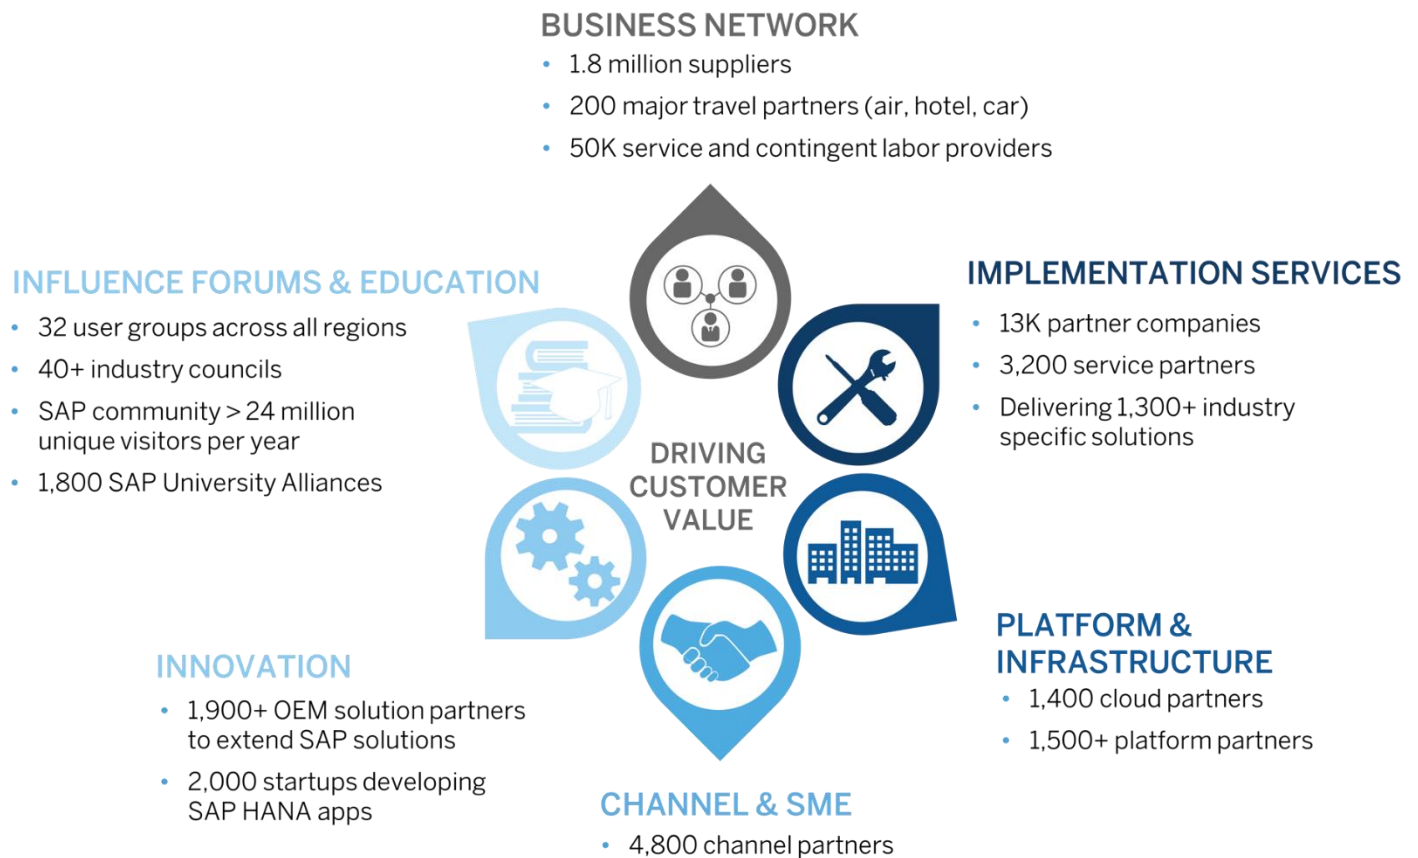 BUSINESS NETWORK
• 1.8 million suppliers
• 200 major travel partners (air, hotel, car)
• 50K service and contingent labor providers
INFLUENCE FORUMS & EDUCATION
• 32 user groups across all regions
• 40+ industry councils
• SAP community > 24 million
unique visitors per year
• 1,800 SAP University Alliances
IMPLEMENTATION SERVICES
• 13K partner companies
• 3,200 service partners
• Delivering 1,300+ industry
specific solutions
DRIVING
CUSTOMER
VALUE
INNOVATION
• 1,900+ OEM solution partners
to extend SAP solutions
• 2,000 startups developing
SAP HANA apps
PLATFORM &
INFRASTRUCTURE
• 1,400 cloud partners
• 1,500+ platform partners
CHANNEL & SME
• 4,800 channel partners